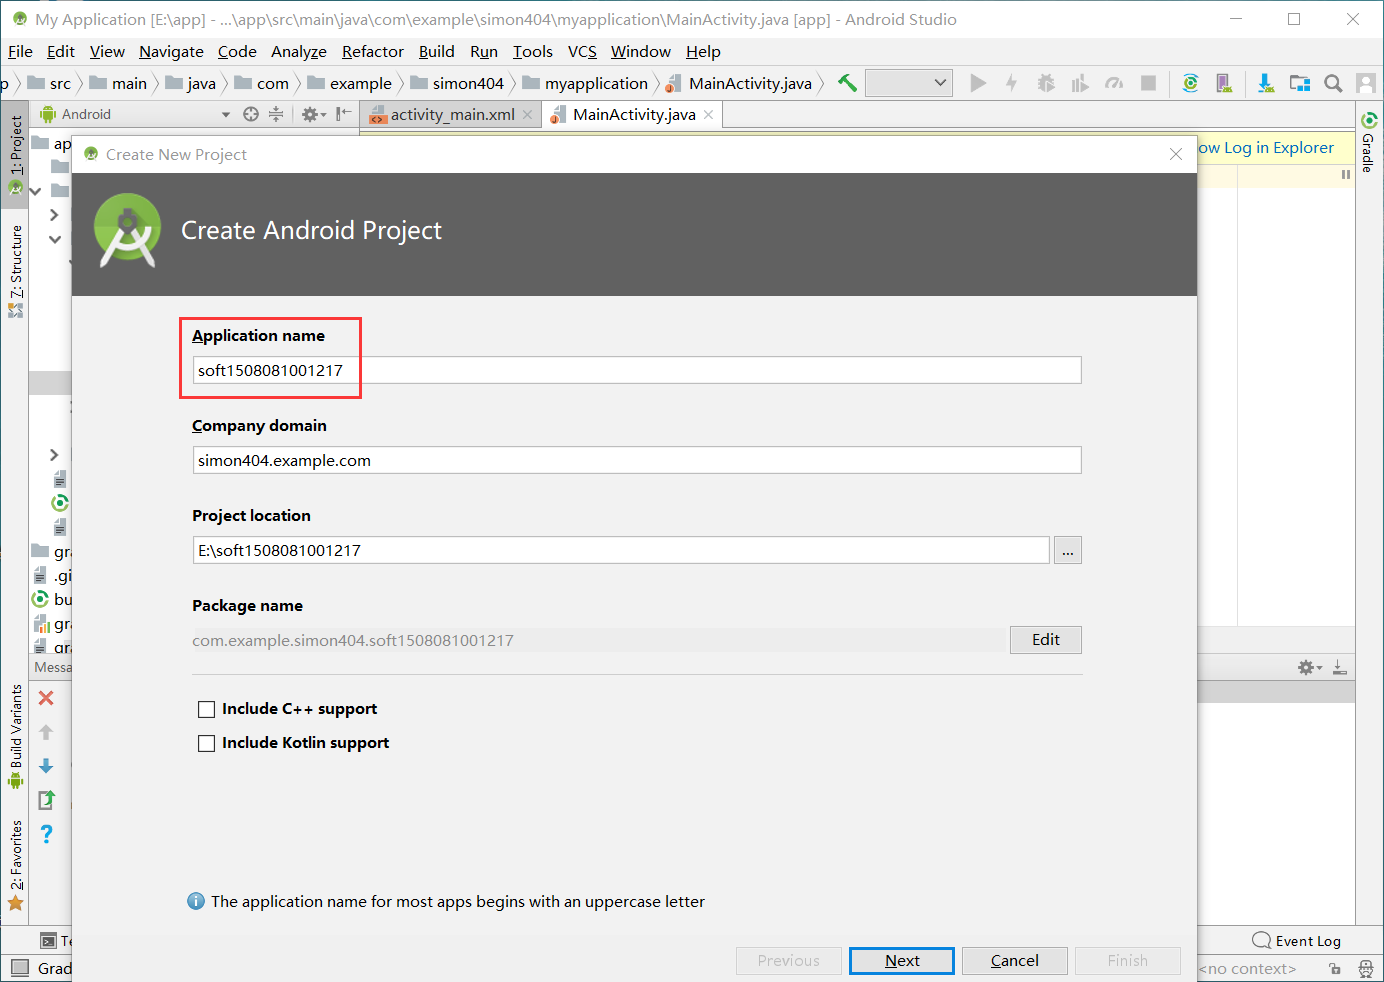 My Application [E:\app] - ...\app\src\main\java\com\example\simon404\myapplication\MainActivity.java [app] - Android Studio
File Edit View Navigate Code Analyze Refactor Build Run Tools VCS Window Help
p src main java com example simon404 myapplication MainActivity.java
Android activity_main.xml MainActivity.java
1: Project
Gradle
ap
ow Log in Explorer
Create New Project
Create Android Project
7: Structure
Application name
soft1508081001217
Company domain
simon404.example.com
Project location
E:\soft1508081001217
...
Package name
com.example.simon404.soft1508081001217
Edit
gra
.gi
bu
gra
gra
Messa
Include C++ support
Include Kotlin support
Build Variants
2: Favorites
The application name for most apps begins with an uppercase letter
Te
Event Log
Previous Next Cancel Finish
Grad
<no context>